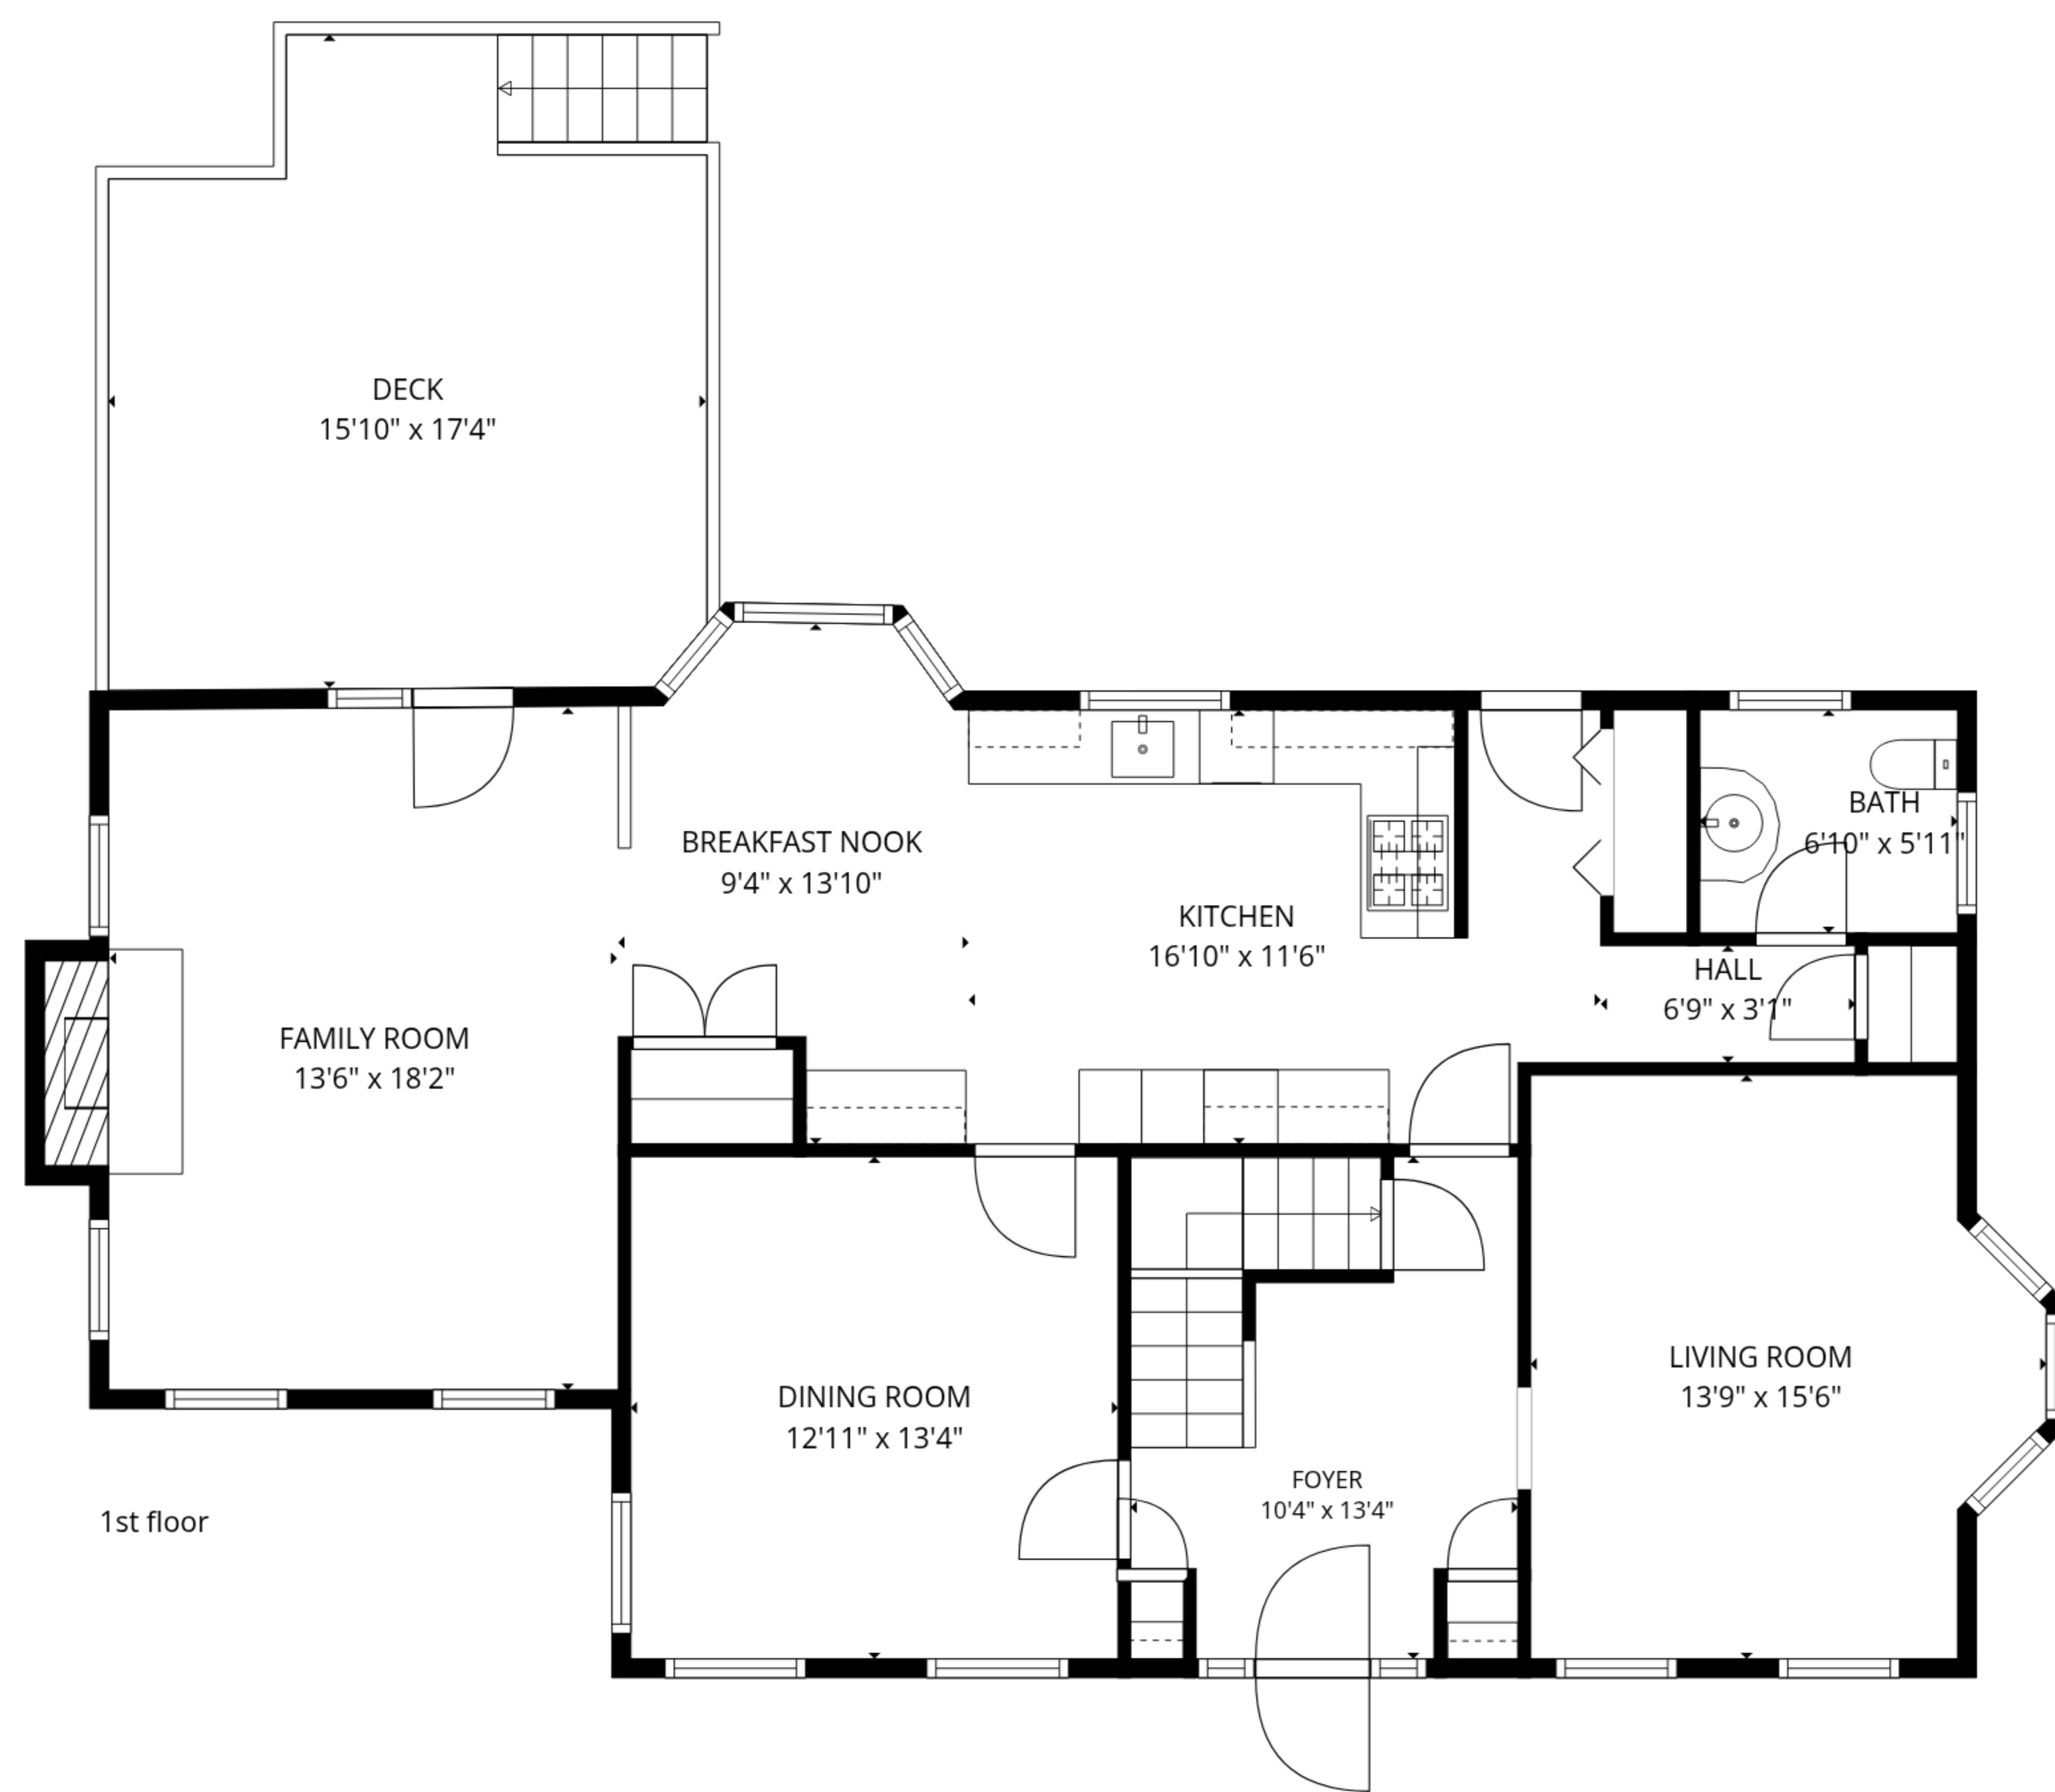 DECK
15'10" x 17'4"
BREAKFAST NOOK
9'4" x 13'10"
KITCHEN
16'10" x 11'6"
BATH
6'10" x 5'11"
HALL
6'9" x 3'1"
FAMILY ROOM
13'6" x 18'2"
DINING ROOM
12'11" x 13'4"
FOYER
10'4" x 13'4"
LIVING ROOM
13'9" x 15'6"
1st floor